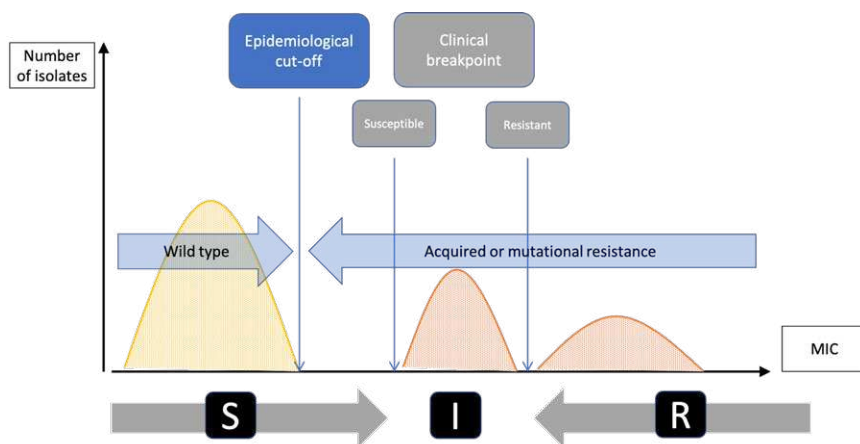 Number
of isolates
Epidemiological
cut-off
Clinical
breakpoint
Susceptible
Resistant
Wild type
Acquired or mutational resistance
MIC
S
I
R